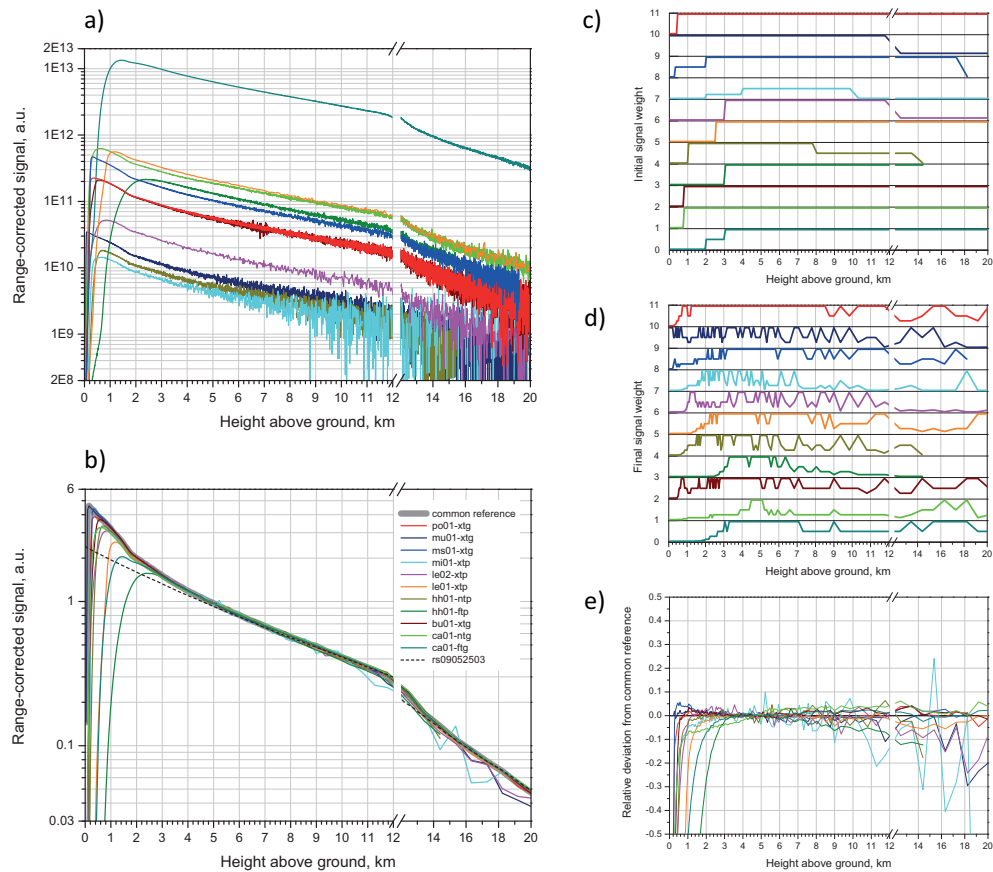 a)
2E13
1E13
1E12
1E11
1E10
1E9
2E8
Range-corrected signal, a.u.
0 1 2 3 4 5 6 7 8 9 10 11 12 14 15 16 17 18 19 20
Height above ground, km
b)
6
1
0.1
0.03
Range-corrected signal, a.u.
common reference
po01-xtg
mu01-xtg
ms01-xtg
mi01-xtp
le02-xtp
le01-xtp
hh01-ntp
hh01-ftp
bu01-xtg
ca01-ntg
ca01-ftg
rs09052503
0 1 2 3 4 5 6 7 8 9 10 11 12 14 16 18 20
Height above ground, km
c)
11
10
9
8
7
6
5
4
3
2
1
0
Initial signal weight
0 1 2 3 4 5 6 7 8 9 10 11 12 14 16 18 20
Height above ground, km
d)
11
10
9
8
7
6
5
4
3
2
1
0
Final signal weight
0 1 2 3 4 5 6 7 8 9 10 11 12 14 16 18 20
Height above ground, km
e)
0.5
0.4
0.3
0.2
0.1
0.0
-0.1
-0.2
-0.3
-0.4
-0.5
Relative deviation from common reference
0 1 2 3 4 5 6 7 8 9 10 11 12 14 16 18 20
Height above ground, km